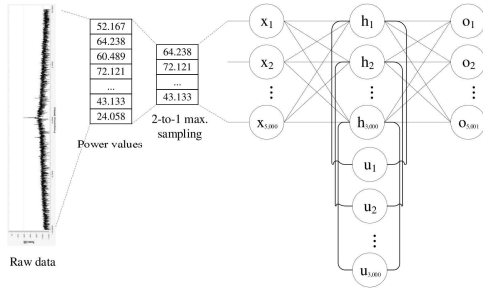 52.167
64.238
60.489
72.121
...
43.133
24.058
Power values
64.238
72.121
...
43.133
2-to-1 max.
sampling
x1
x2
x5,000
h1
h2
h3,000
u1
u2
u3,000
o1
o2
o5,001
Raw data